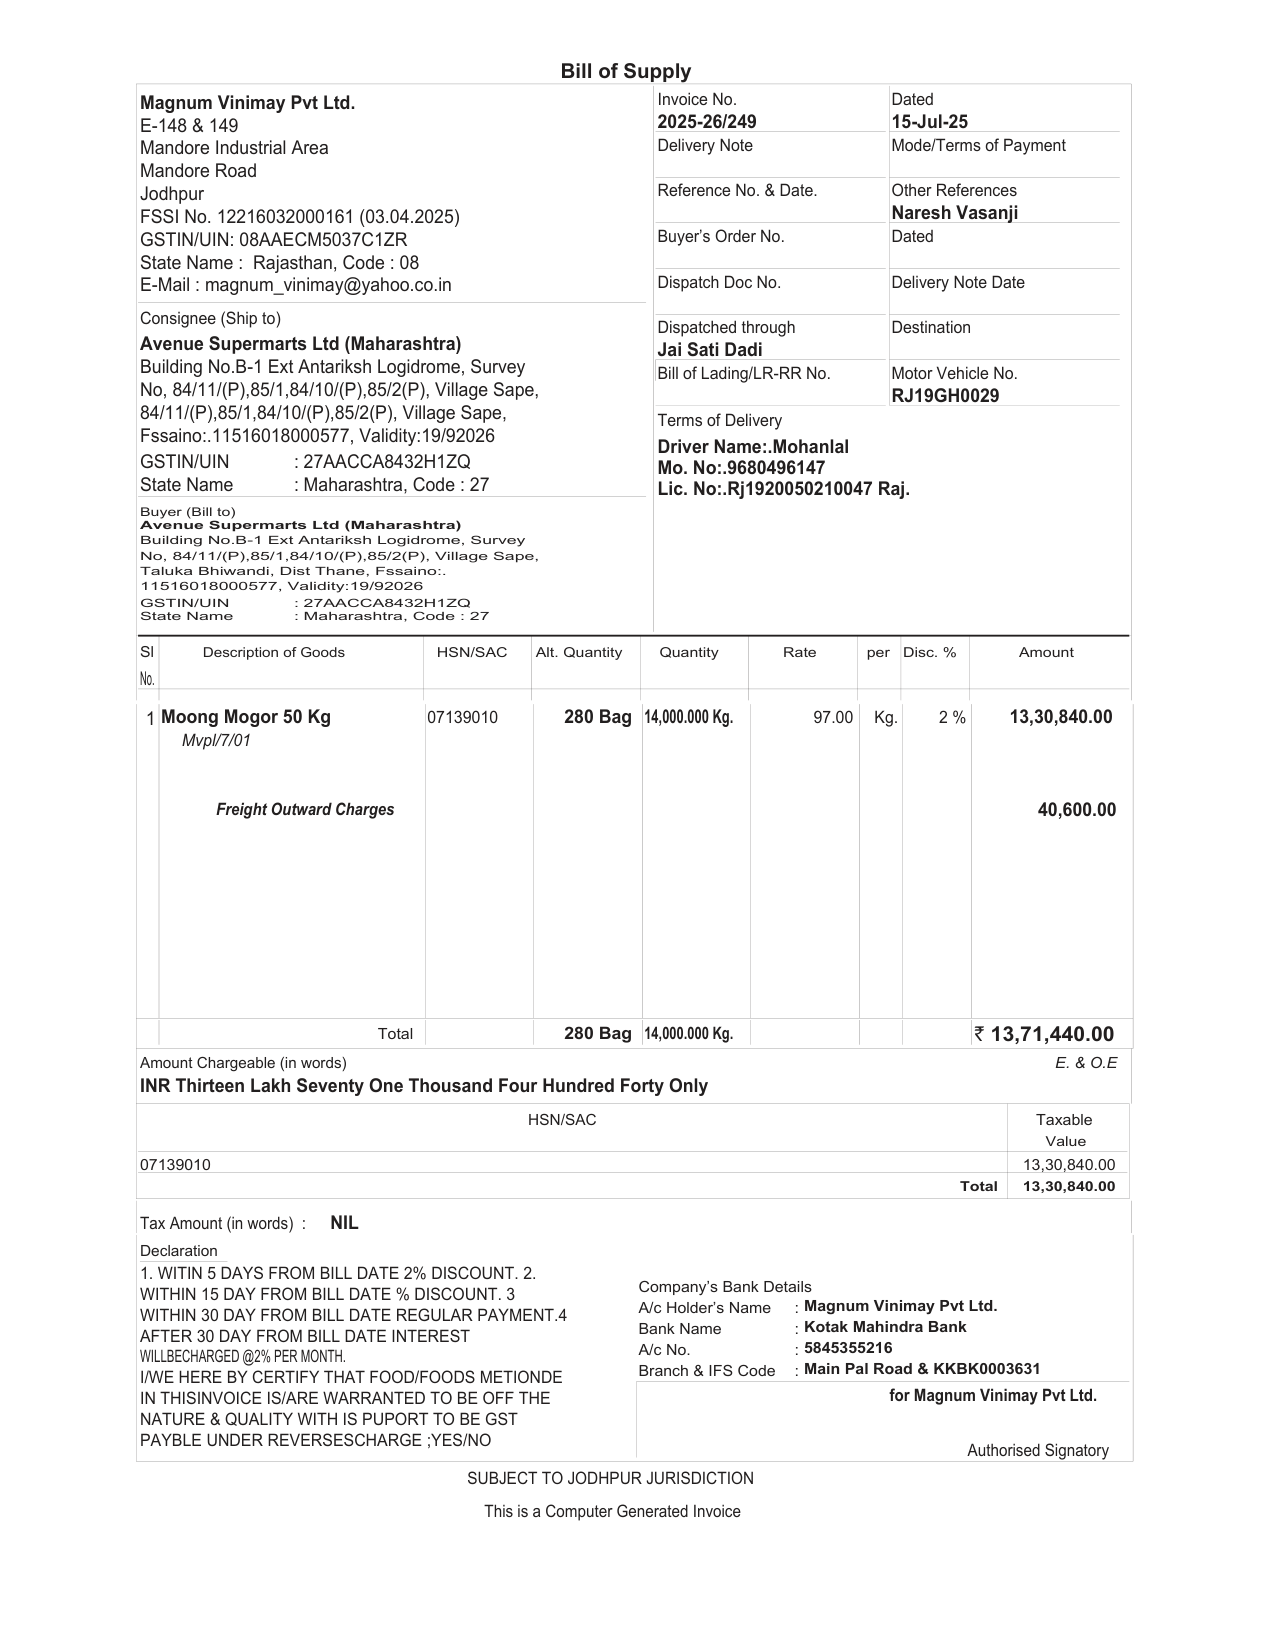 Bill of Supply
Magnum Vinimay Pvt Ltd.
E-148 & 149
Mandore Industrial Area
Mandore Road
Jodhpur
FSSI No. 12216032000161 (03.04.2025)
GSTIN/UIN: 08AAECM5037C1ZR
State Name : Rajasthan, Code : 08
E-Mail : magnum_vinimay@yahoo.co.in
Invoice No. Dated
2025-26/249 15-Jul-25
Delivery Note Mode/Terms of Payment
Reference No. & Date. Other References
Naresh Vasanji
Buyer's Order No. Dated
Dispatch Doc No. Delivery Note Date
Dispatched through Destination
Jai Sati Dadi
Bill of Lading/LR-RR No. Motor Vehicle No.
RJ19GH0029
Terms of Delivery
Driver Name:.Mohanlal
Mo. No:.9680496147
Lic. No:.Rj1920050210047 Raj.
Consignee (Ship to)
Avenue Supermarts Ltd (Maharashtra)
Building No.B-1 Ext Antariksh Logidrome, Survey
No, 84/11/(P),85/1,84/10/(P),85/2(P), Village Sape,
84/11/(P),85/1,84/10/(P),85/2(P), Village Sape,
Fssaino:.11516018000577, Validity:19/92026
GSTIN/UIN : 27AACCA8432H1ZQ
State Name : Maharashtra, Code : 27
Buyer (Bill to)
Avenue Supermarts Ltd (Maharashtra)
Building No.B-1 Ext Antariksh Logidrome, Survey
No, 84/11/(P),85/1,84/10/(P),85/2(P), Village Sape,
Taluka Bhiwandi, Dist Thane, Fssaino:.
11516018000577, Validity:19/92026
GSTIN/UIN : 27AACCA8432H1ZQ
State Name : Maharashtra, Code : 27
Sl Description of Goods HSN/SAC Alt. Quantity Quantity Rate per Disc. % Amount
No.
1 Moong Mogor 50 Kg 07139010 280 Bag 14,000.000 Kg. 97.00 Kg. 2 % 13,30,840.00
Mvpl/7/01
Freight Outward Charges 40,600.00
Total 280 Bag 14,000.000 Kg. ₹ 13,71,440.00
Amount Chargeable (in words) E. & O.E
INR Thirteen Lakh Seventy One Thousand Four Hundred Forty Only
HSN/SAC Taxable
Value
07139010 13,30,840.00
Total 13,30,840.00
Tax Amount (in words) : NIL
Declaration
1. WITIN 5 DAYS FROM BILL DATE 2% DISCOUNT. 2.
WITHIN 15 DAY FROM BILL DATE % DISCOUNT. 3
WITHIN 30 DAY FROM BILL DATE REGULAR PAYMENT.4
AFTER 30 DAY FROM BILL DATE INTEREST
WILLBECHARGED @2% PER MONTH.
I/WE HERE BY CERTIFY THAT FOOD/FOODS METIONDE
IN THISINVOICE IS/ARE WARRANTED TO BE OFF THE
NATURE & QUALITY WITH IS PUPORT TO BE GST
PAYBLE UNDER REVERSESCHARGE ;YES/NO
Company's Bank Details
A/c Holder's Name : Magnum Vinimay Pvt Ltd.
Bank Name : Kotak Mahindra Bank
A/c No. : 5845355216
Branch & IFS Code : Main Pal Road & KKBK0003631
for Magnum Vinimay Pvt Ltd.
Authorised Signatory
SUBJECT TO JODHPUR JURISDICTION
This is a Computer Generated Invoice